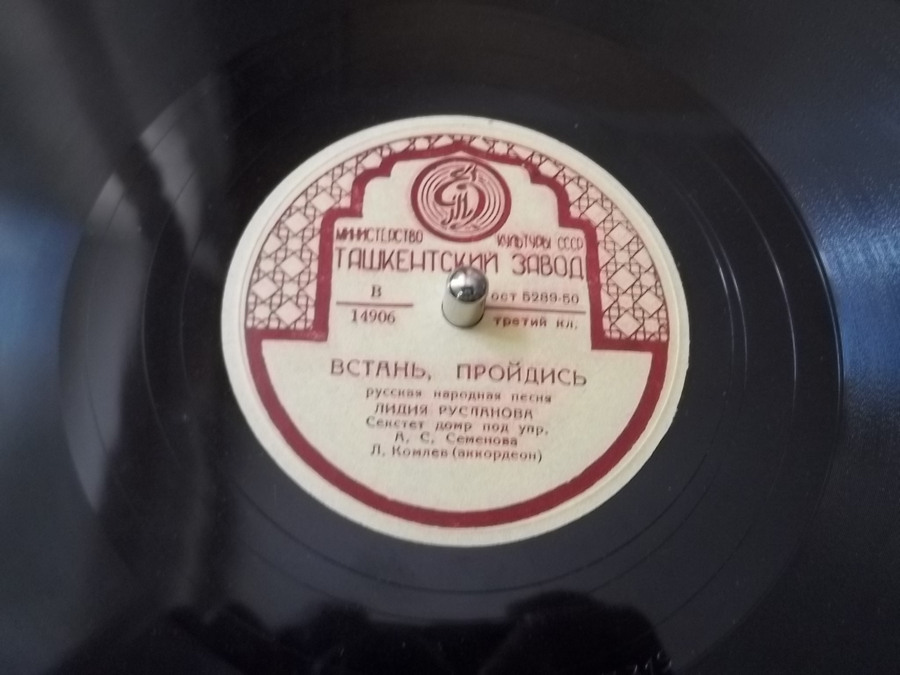 МИНИСТЕРСТВО КУЛЬТУРЫ СССР
ТАШКЕНТСКИЙ ЗАВОД
В
14906
ГОСТ 5289-50
третий кл.
ВСТАНЬ, ПРОЙДИСЬ
русская народная песня
ЛИДИЯ РУСЛАНОВА
Секстет домр под упр.
А. С. Семенова
Л. Комлев (аккордеон)